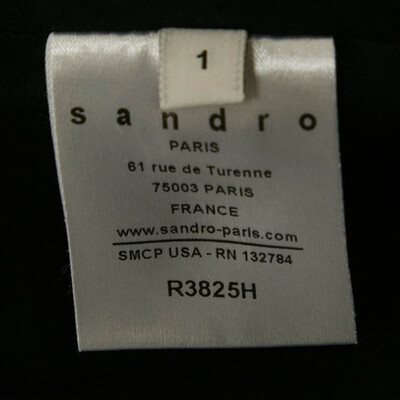 1
sandro
PARIS
61 rue de Turenne
75003 PARIS
FRANCE
www.sandro-paris.com
SMCP USA - RN 132784
R3825H